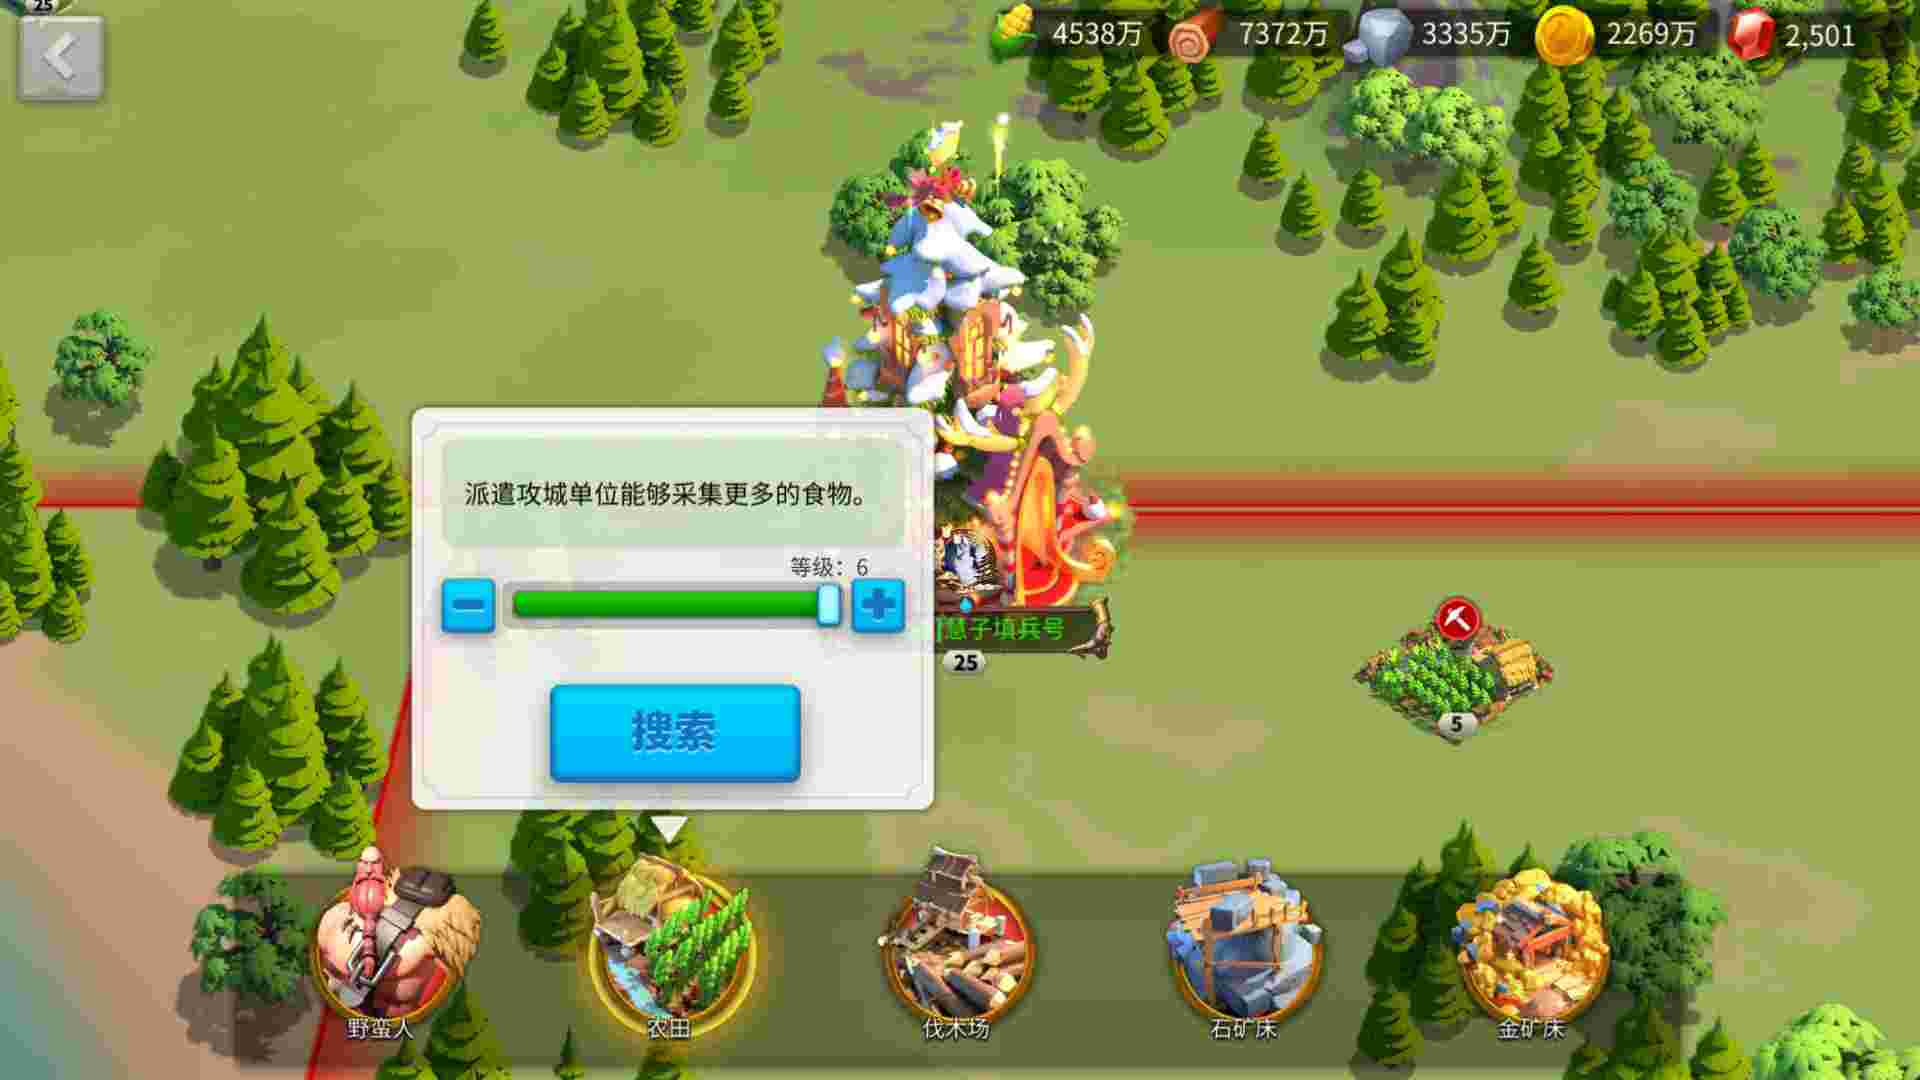 25
4538万
7372万
3335万
2269万
2,501
派遣攻城单位能够采集更多的食物。
等级：6
慧子填兵号
25
搜索
5
野蛮人
农田
伐木场
石矿床
金矿床